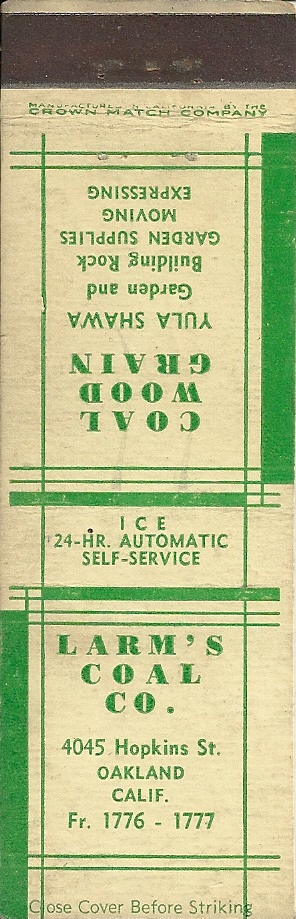 MANUFACTURED IN CALIFORNIA BY THE
CROWN MATCH COMPANY
COAL
WOOD
GRAIN
YULA SHAWA
Garden and
Building Rock
GARDEN SUPPLIES
MOVING
EXPRESSING
ICE
24-HR. AUTOMATIC
SELF-SERVICE
LARM'S
COAL
CO.
4045 Hopkins St.
OAKLAND
CALIF.
Fr. 1776 - 1777
Close Cover Before Striking